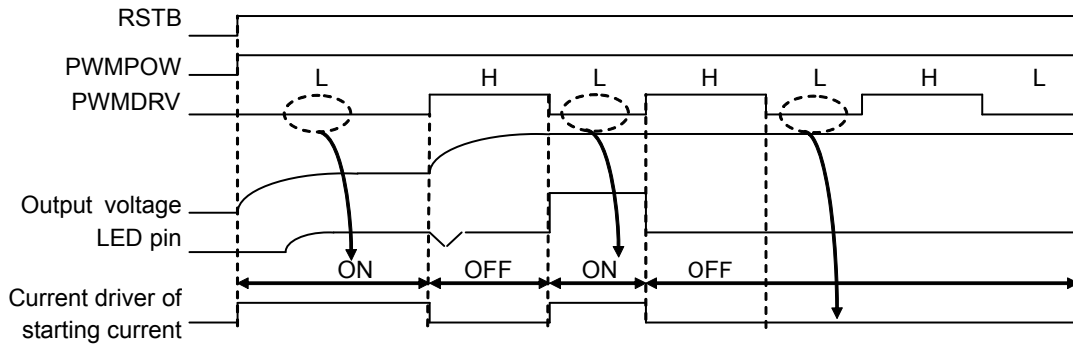 RSTB
PWMPOW
L H L H L H L
PWMDRV
Output voltage
LED pin
ON OFF ON OFF
Current driver of
starting current